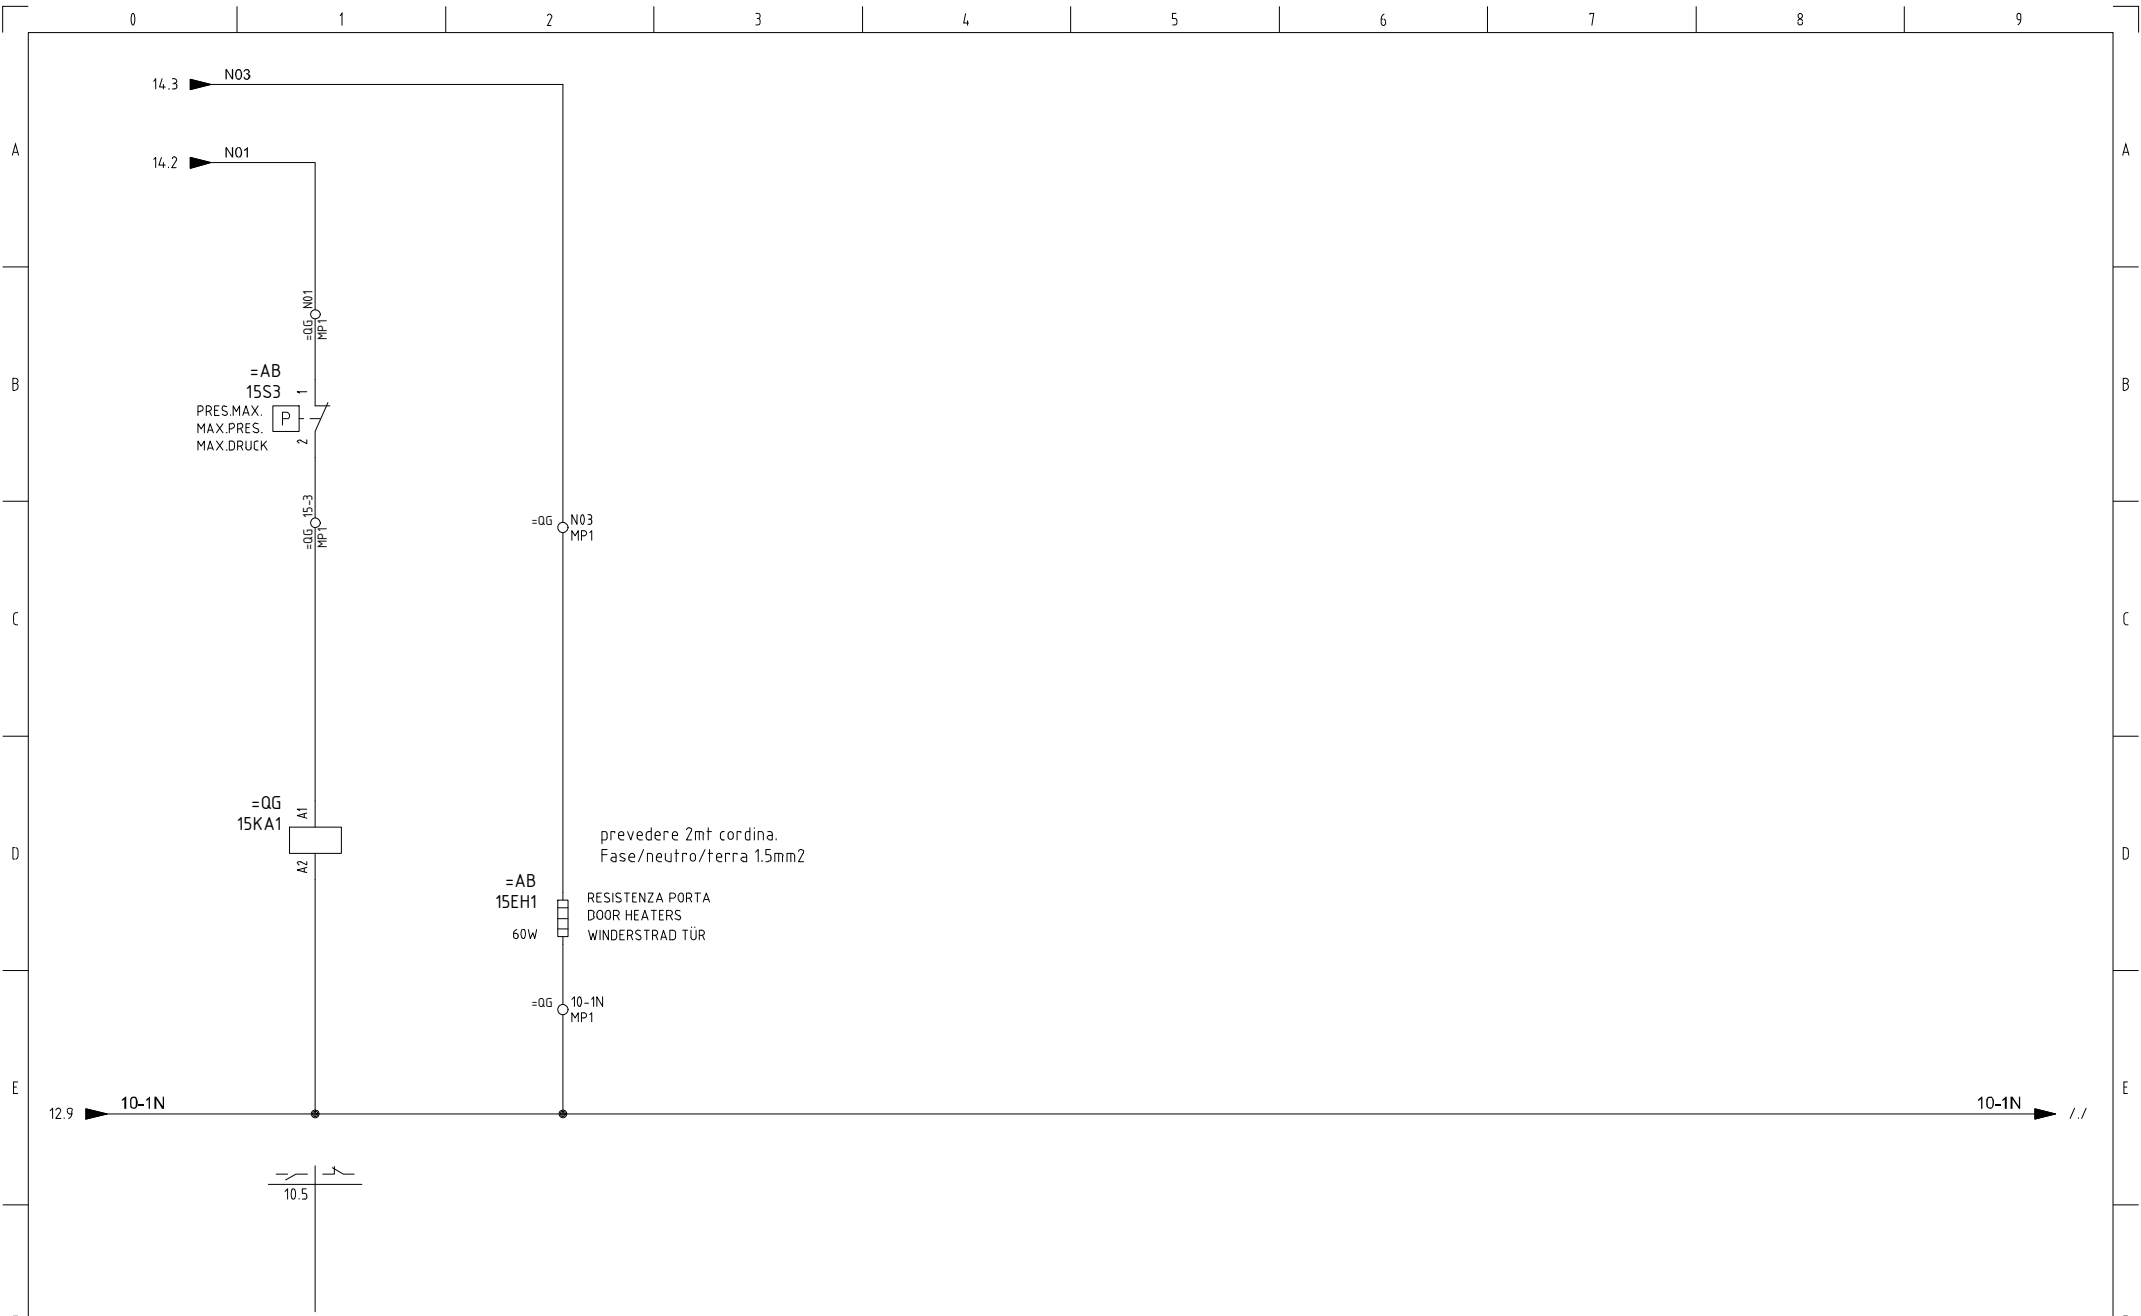 0 1 2 3 4 5 6 7 8 9
14.3 N03
A A
14.2 N01
N01
=QG MP1
=AB
B B
15S3 1
PRES.MAX. P
MAX.PRES.
MAX.DRUCK 2
15-3
=QG MP1
=QG N03
MP1
C C
=QG A1
15KA1
prevedere 2mt cordina.
D D
Fase/neutro/terra 1.5mm2
A2
=AB
15EH1 RESISTENZA PORTA
DOOR HEATERS
60W WINDERSTRAD TÜR
=QG 10-1N
MP1
E E
12.9 10-1N 10-1N /./
10.5